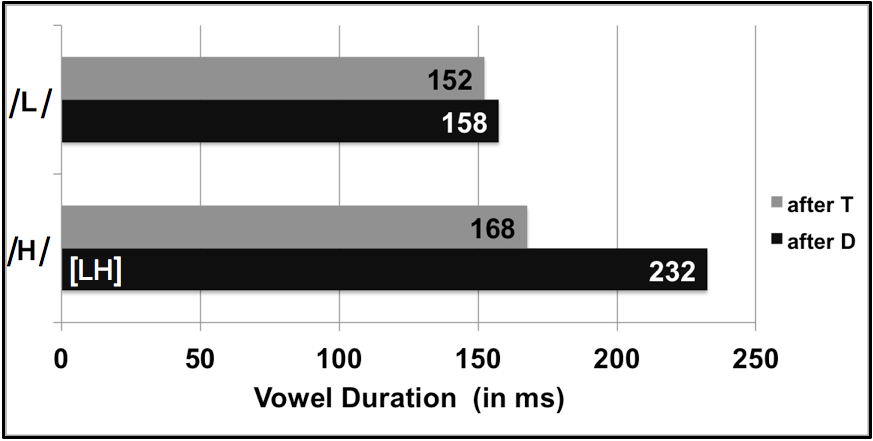 /L/
152
158
/H/
168
[LH]
232
after T
after D
0 50 100 150 200 250
Vowel Duration (in ms)